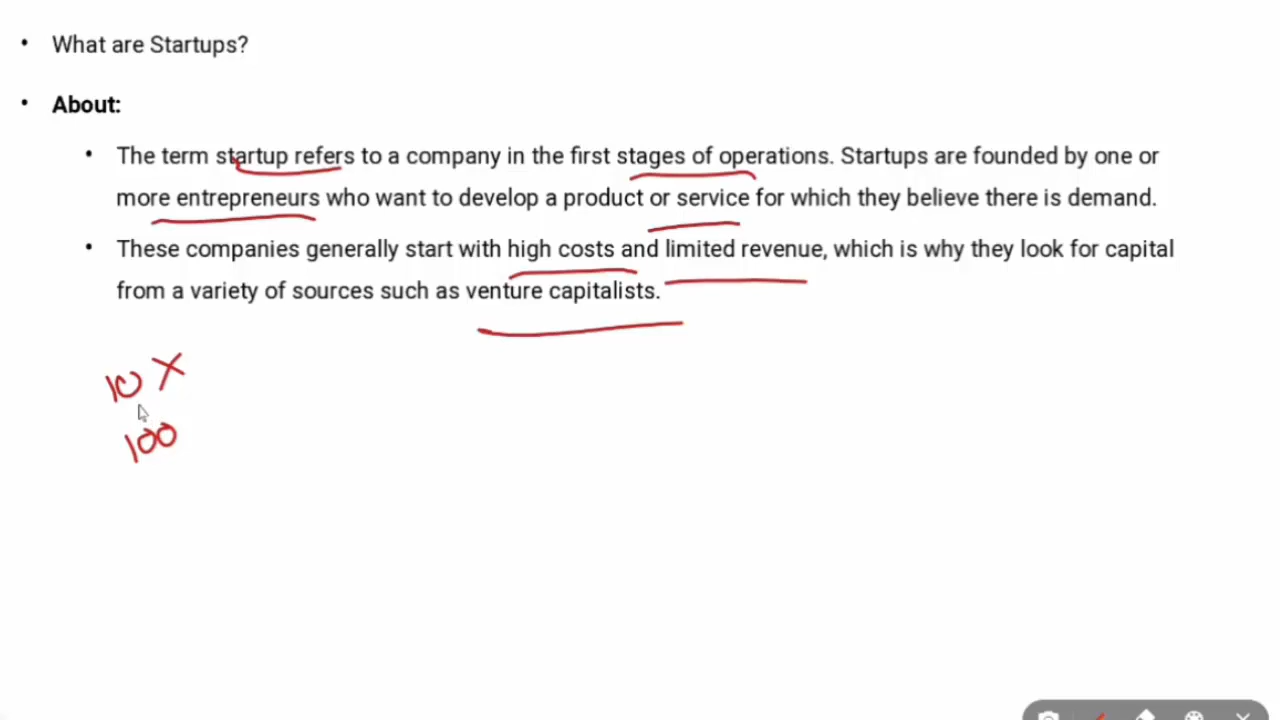 • What are Startups?
• About:
• The term startup refers to a company in the first stages of operations. Startups are founded by one or
more entrepreneurs who want to develop a product or service for which they believe there is demand.
• These companies generally start with high costs and limited revenue, which is why they look for capital
from a variety of sources such as venture capitalists.
10 X
100